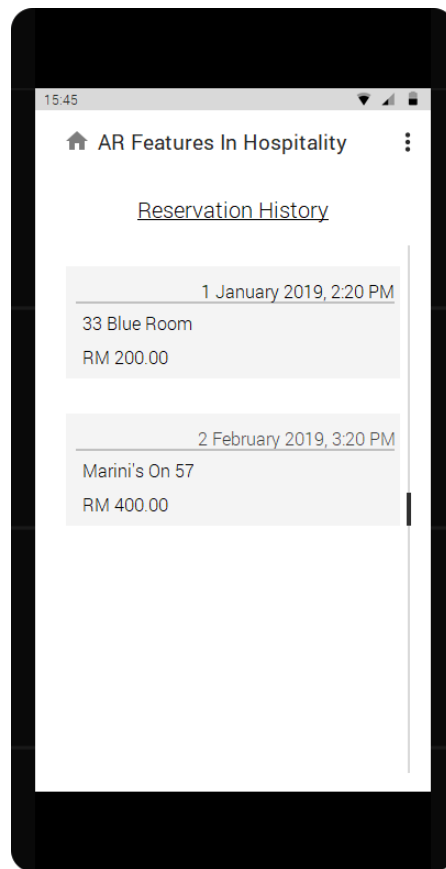 15:45
AR Features In Hospitality
Reservation History
1 January 2019, 2:20 PM
33 Blue Room
RM 200.00
2 February 2019, 3:20 PM
Marini's On 57
RM 400.00